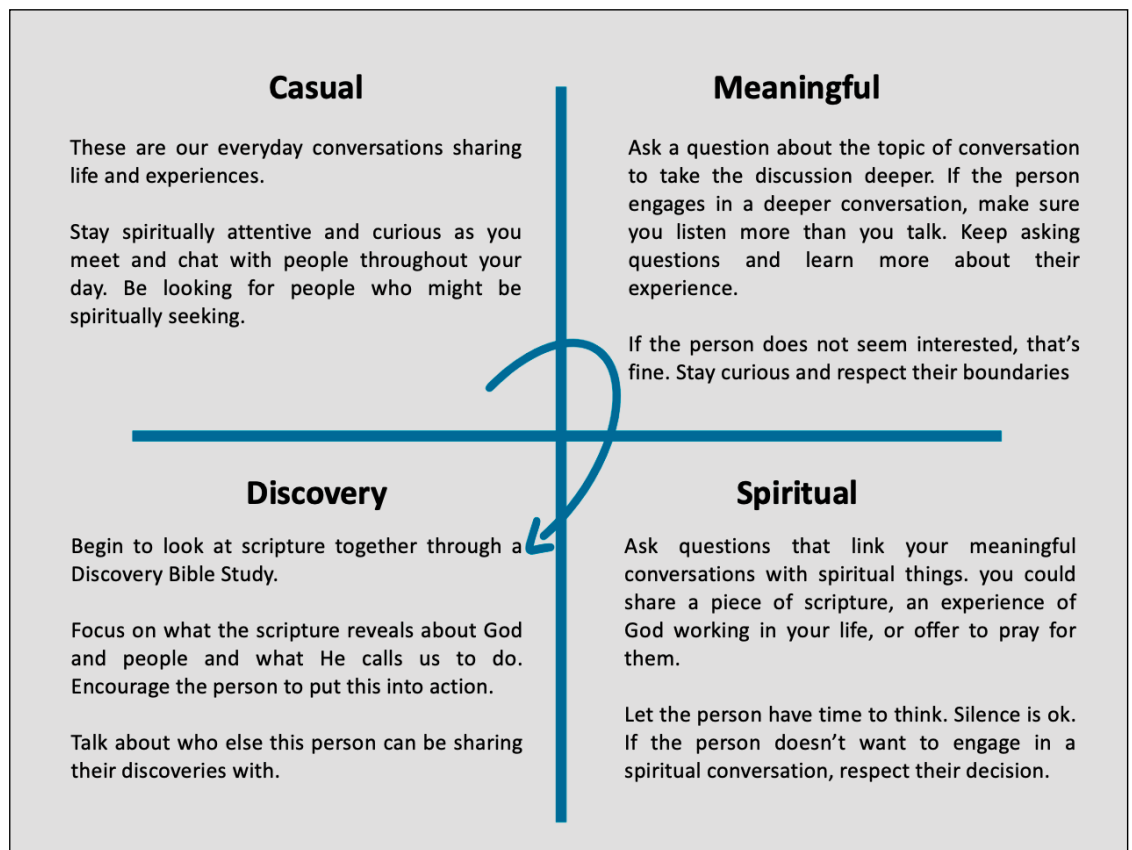 Casual
These are our everyday conversations sharing
life and experiences.
Stay spiritually attentive and curious as you
meet and chat with people throughout your
day. Be looking for people who might be
spiritually seeking.
Meaningful
Ask a question about the topic of conversation
to take the discussion deeper. If the person
engages in a deeper conversation, make sure
you listen more than you talk. Keep asking
questions and learn more about their
experience.
If the person does not seem interested, that’s
fine. Stay curious and respect their boundaries
Discovery
Begin to look at scripture together through a
Discovery Bible Study.
Focus on what the scripture reveals about God
and people and what He calls us to do.
Encourage the person to put this into action.
Talk about who else this person can be sharing
their discoveries with.
Spiritual
Ask questions that link your meaningful
conversations with spiritual things. you could
share a piece of scripture, an experience of
God working in your life, or offer to pray for
them.
Let the person have time to think. Silence is ok.
If the person doesn’t want to engage in a
spiritual conversation, respect their decision.